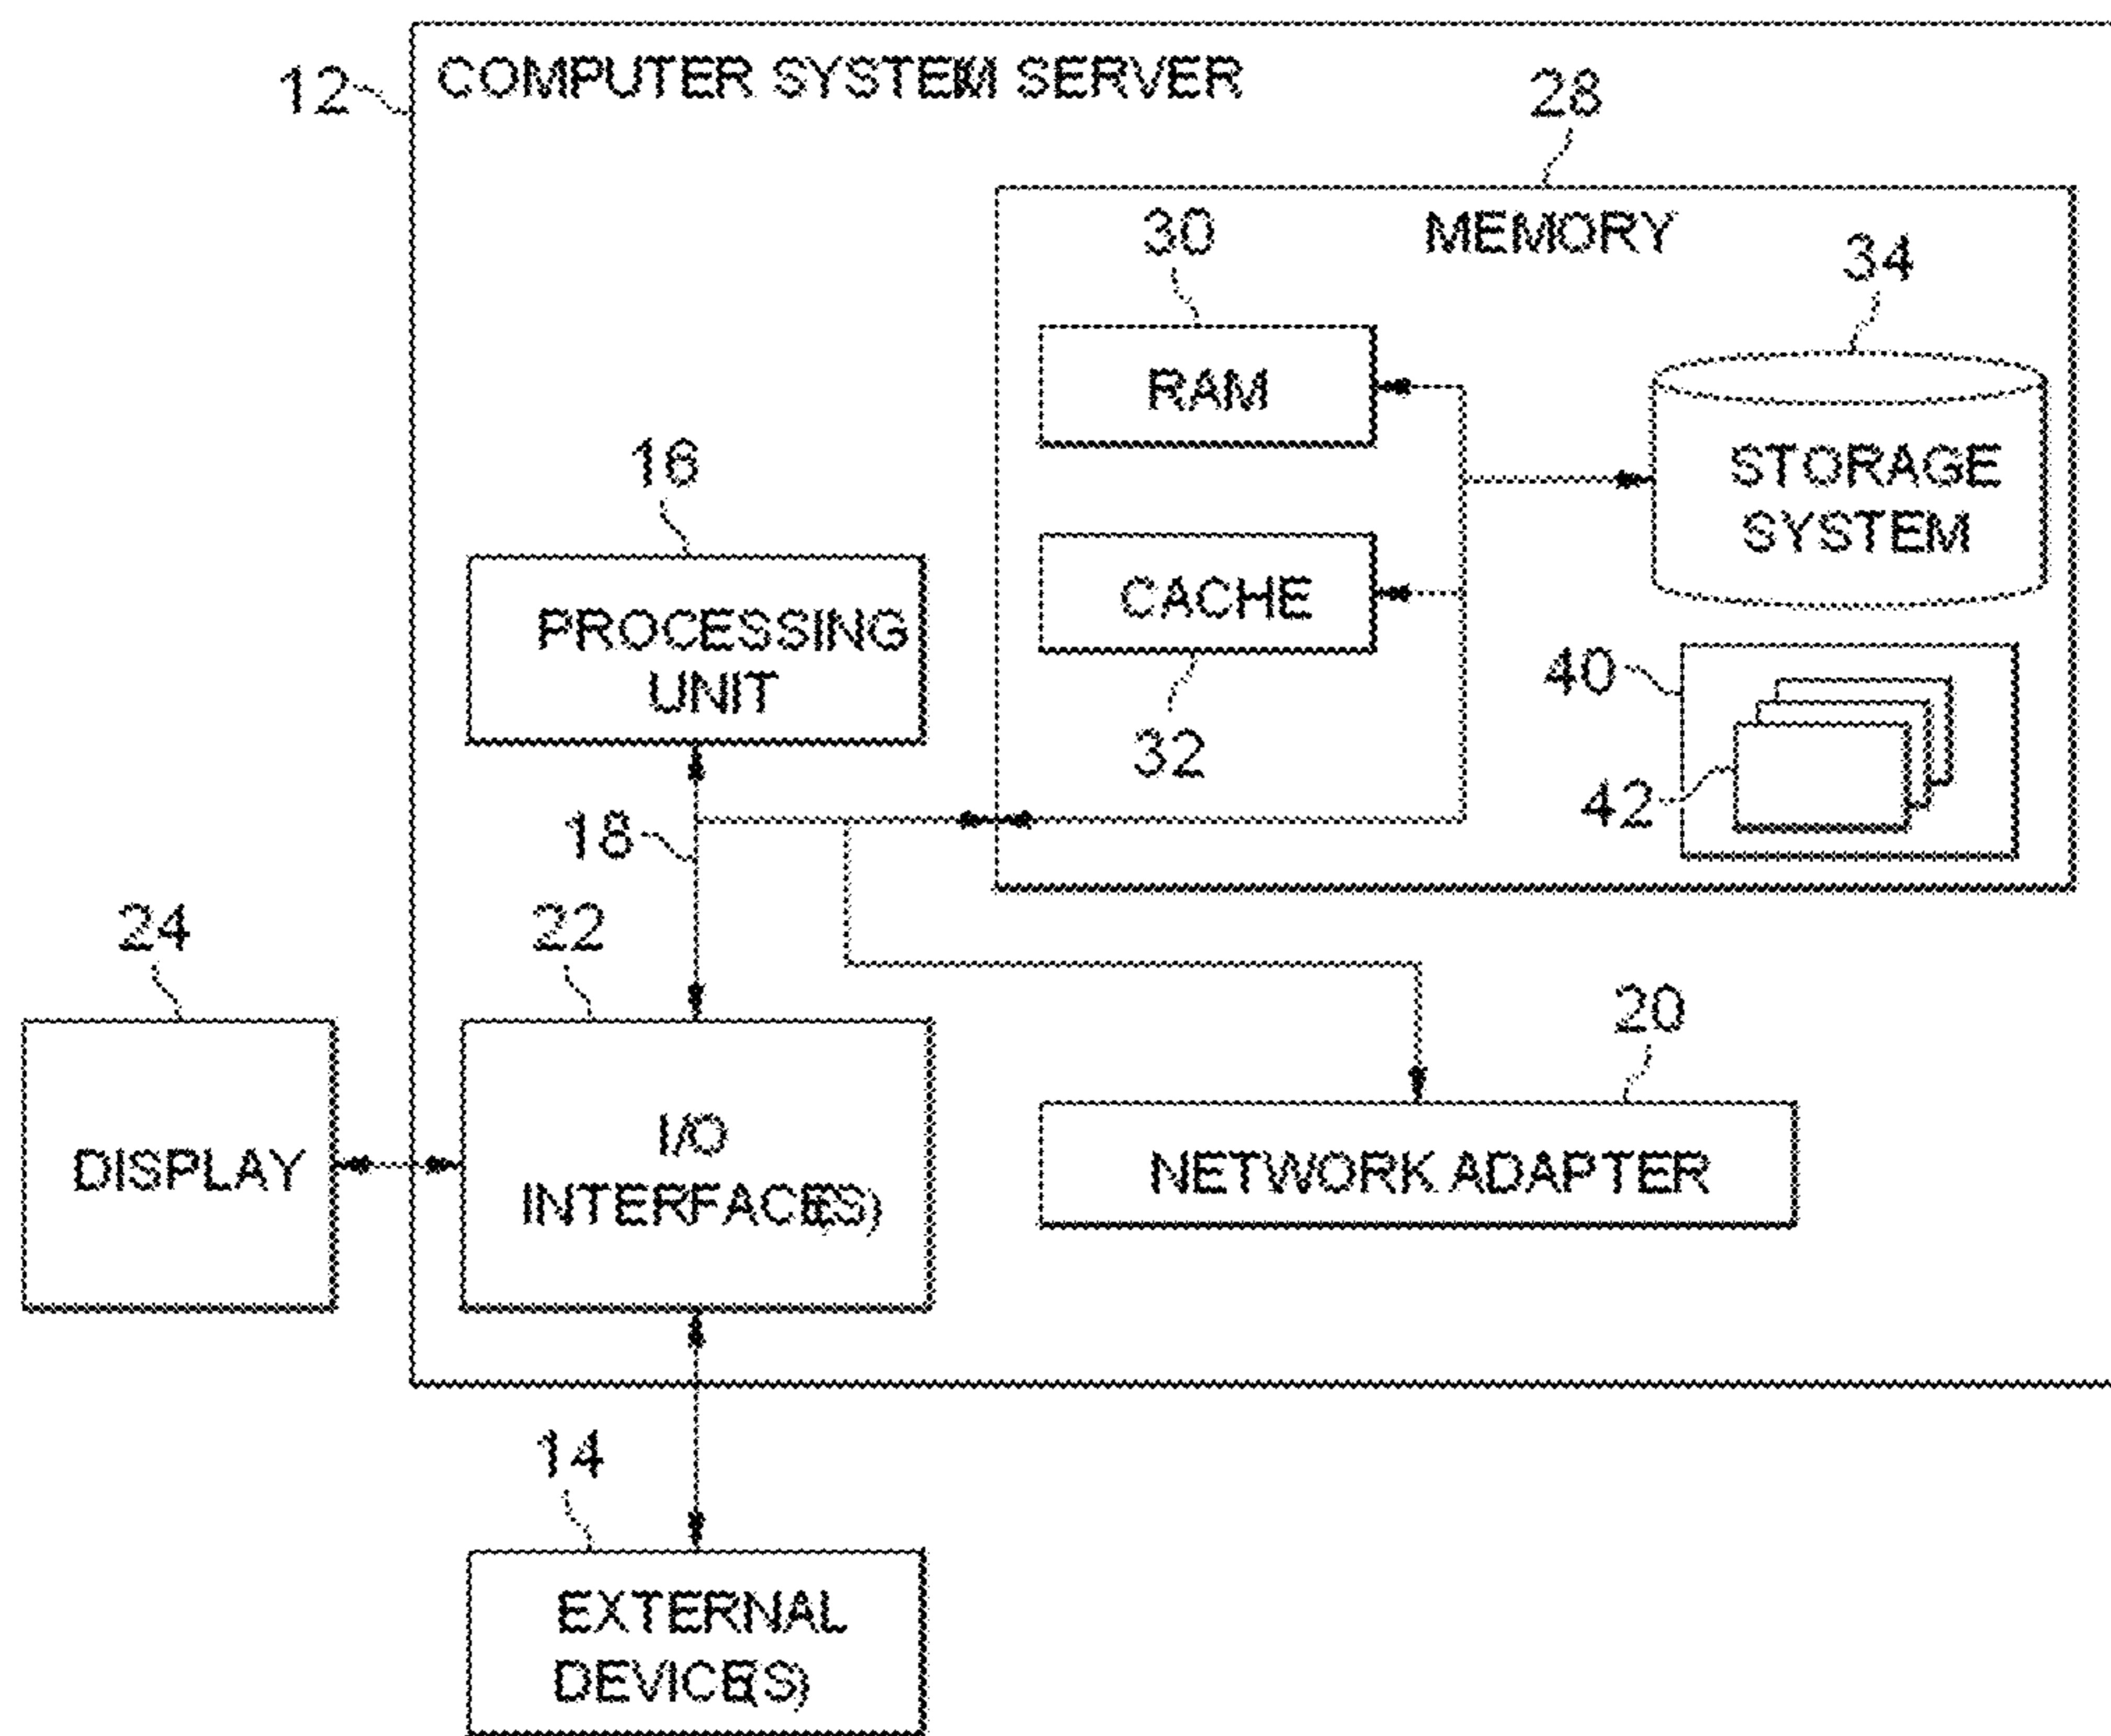 12
COMPUTER SYSTEM SERVER
28
MEMORY
30
34
RAM
STORAGE
SYSTEM
16
PROCESSING
UNIT
CACHE
32
40
42
18
24
22
20
DISPLAY
I/O
INTERFACE(S)
NETWORK ADAPTER
14
EXTERNAL
DEVICE(S)